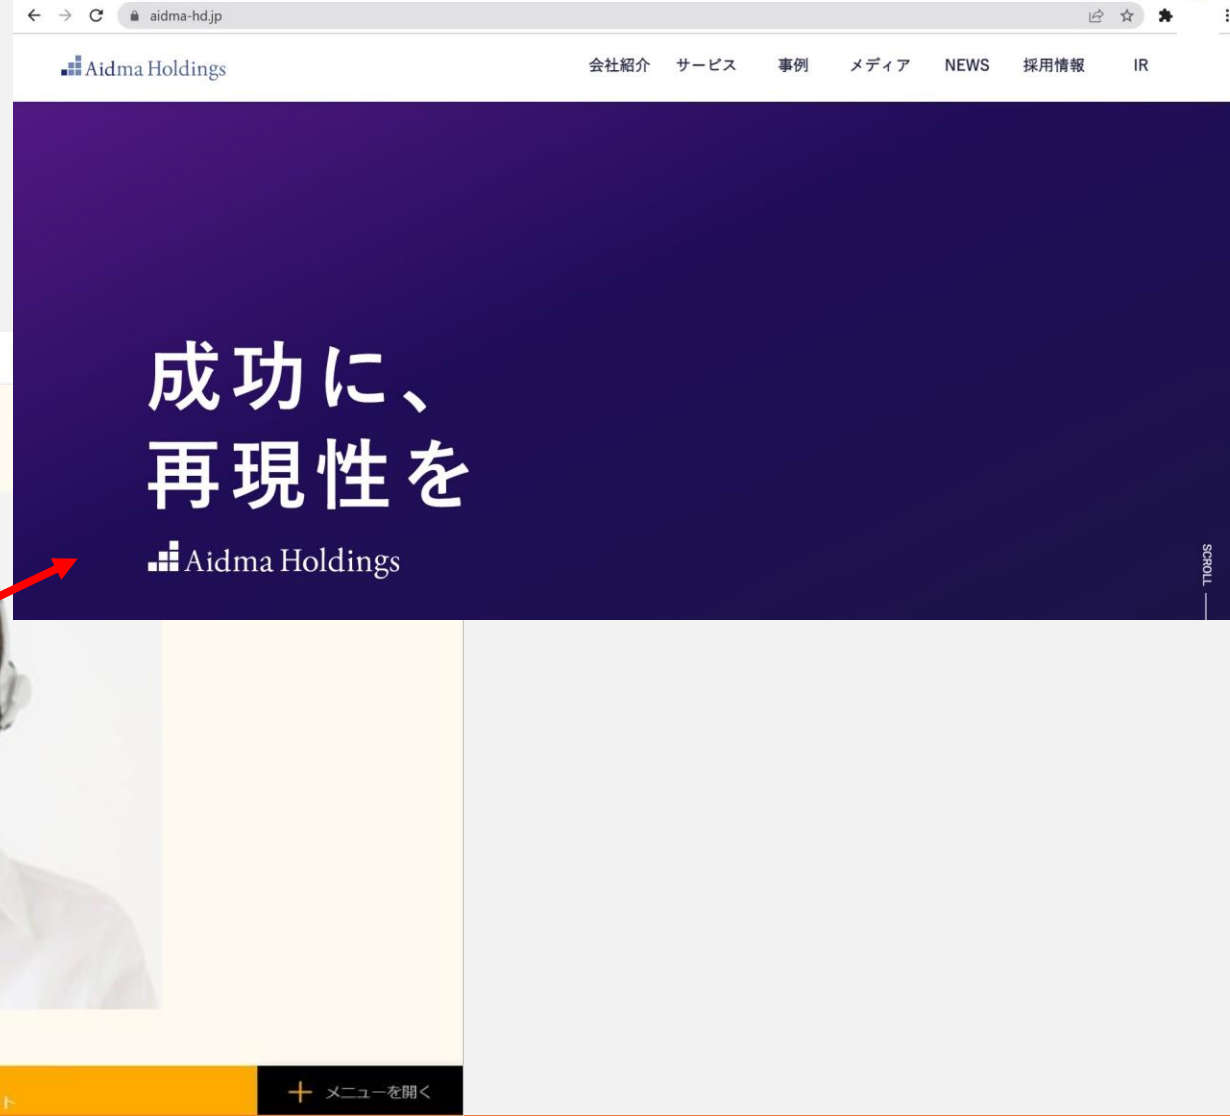 aidma-hd.jp
Aidma Holdings
会社紹介 サービス 事例 メディア NEWS 採用情報 IR
成功に、
再現性を
Aidma Holdings
SCROLL
メニューを開く
ト